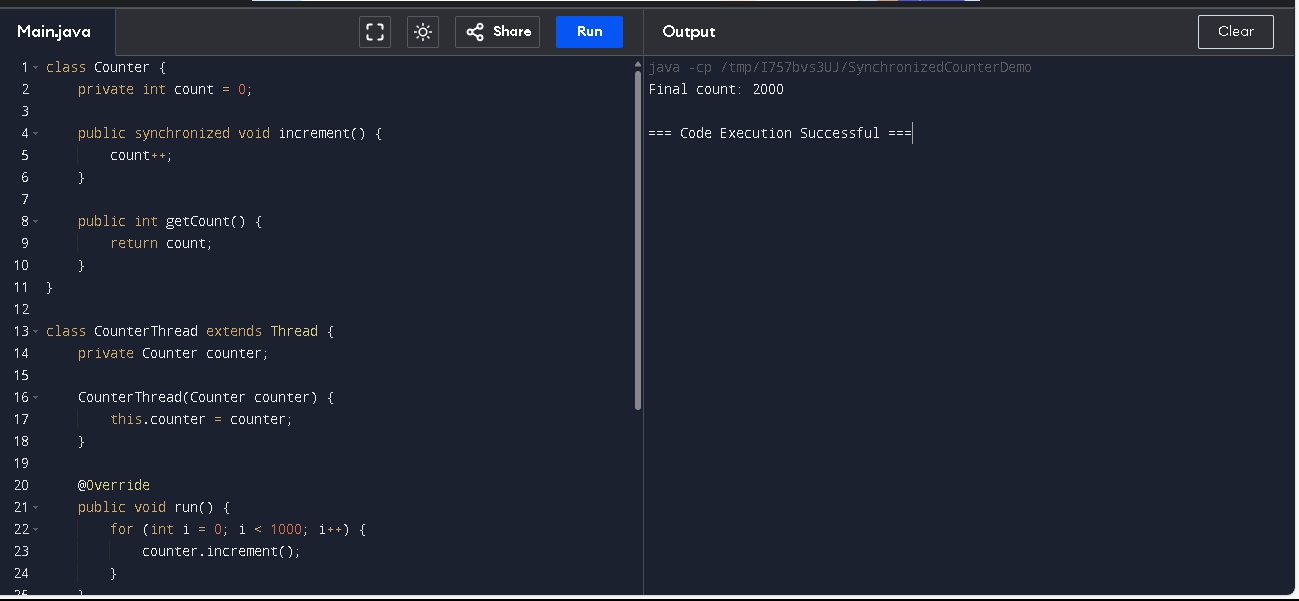 Main.java
Share
Run
Output
Clear
1 class Counter {
2 private int count = 0;
3
4 public synchronized void increment() {
5 count++;
6 }
7
8 public int getCount() {
9 return count;
10 }
11 }
12
13 class CounterThread extends Thread {
14 private Counter counter;
15
16 CounterThread(Counter counter) {
17 this.counter = counter;
18 }
19
20 @Override
21 public void run() {
22 for (int i = 0; i < 1000; i++) {
23 counter.increment();
24 }
25 }
java -cp /tmp/I757bvs3UJ/SynchronizedCounterDemo
Final count: 2000
=== Code Execution Successful ===